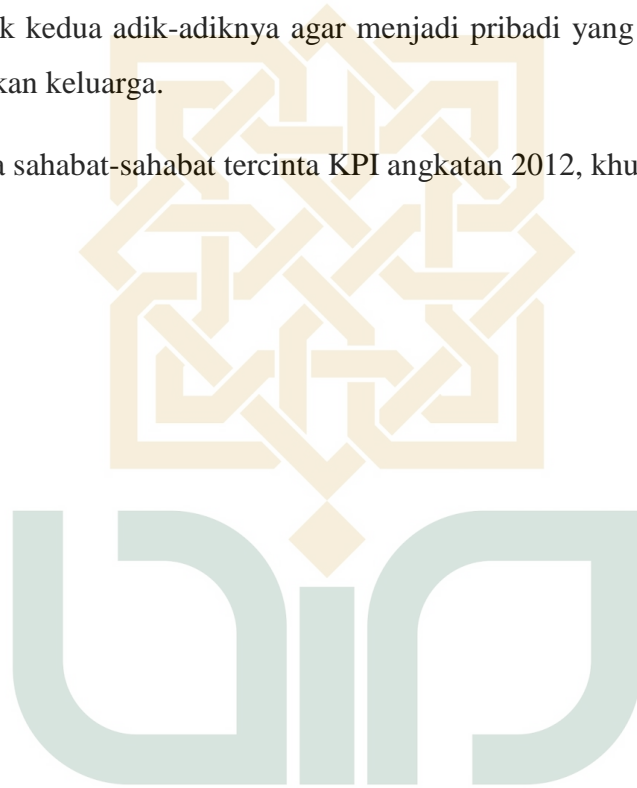 k kedua adik-adiknya agar menjadi pribadi yang
kan keluarga.
a sahabat-sahabat tercinta KPI angkatan 2012, khu